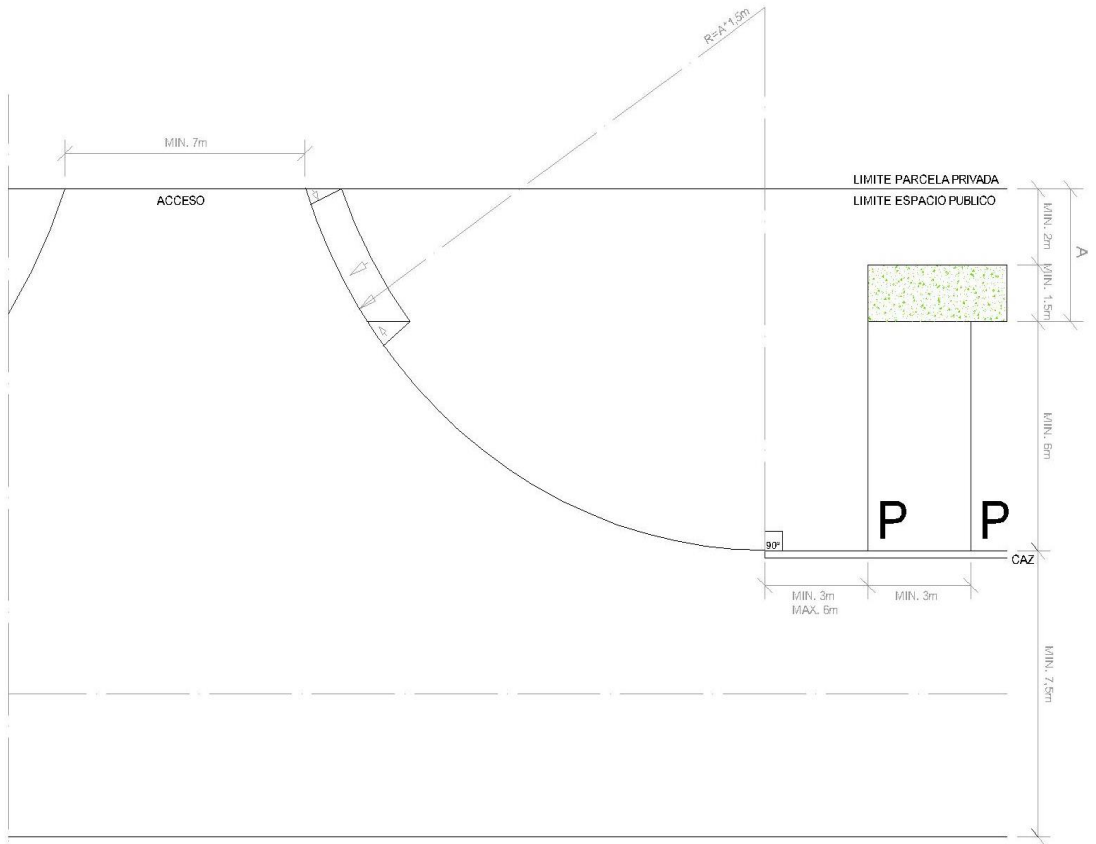 R=A*1,5m
MIN. 7m
LIMITE PARCELA PRIVADA
ACCESO
LIMITE ESPACIO PUBLICO
MIN. 2m
A
MIN. 1.5m
MIN. 6m
P
P
90º
CAZ
MIN. 3m
MAX. 6m
MIN. 3m
MIN. 7,5m